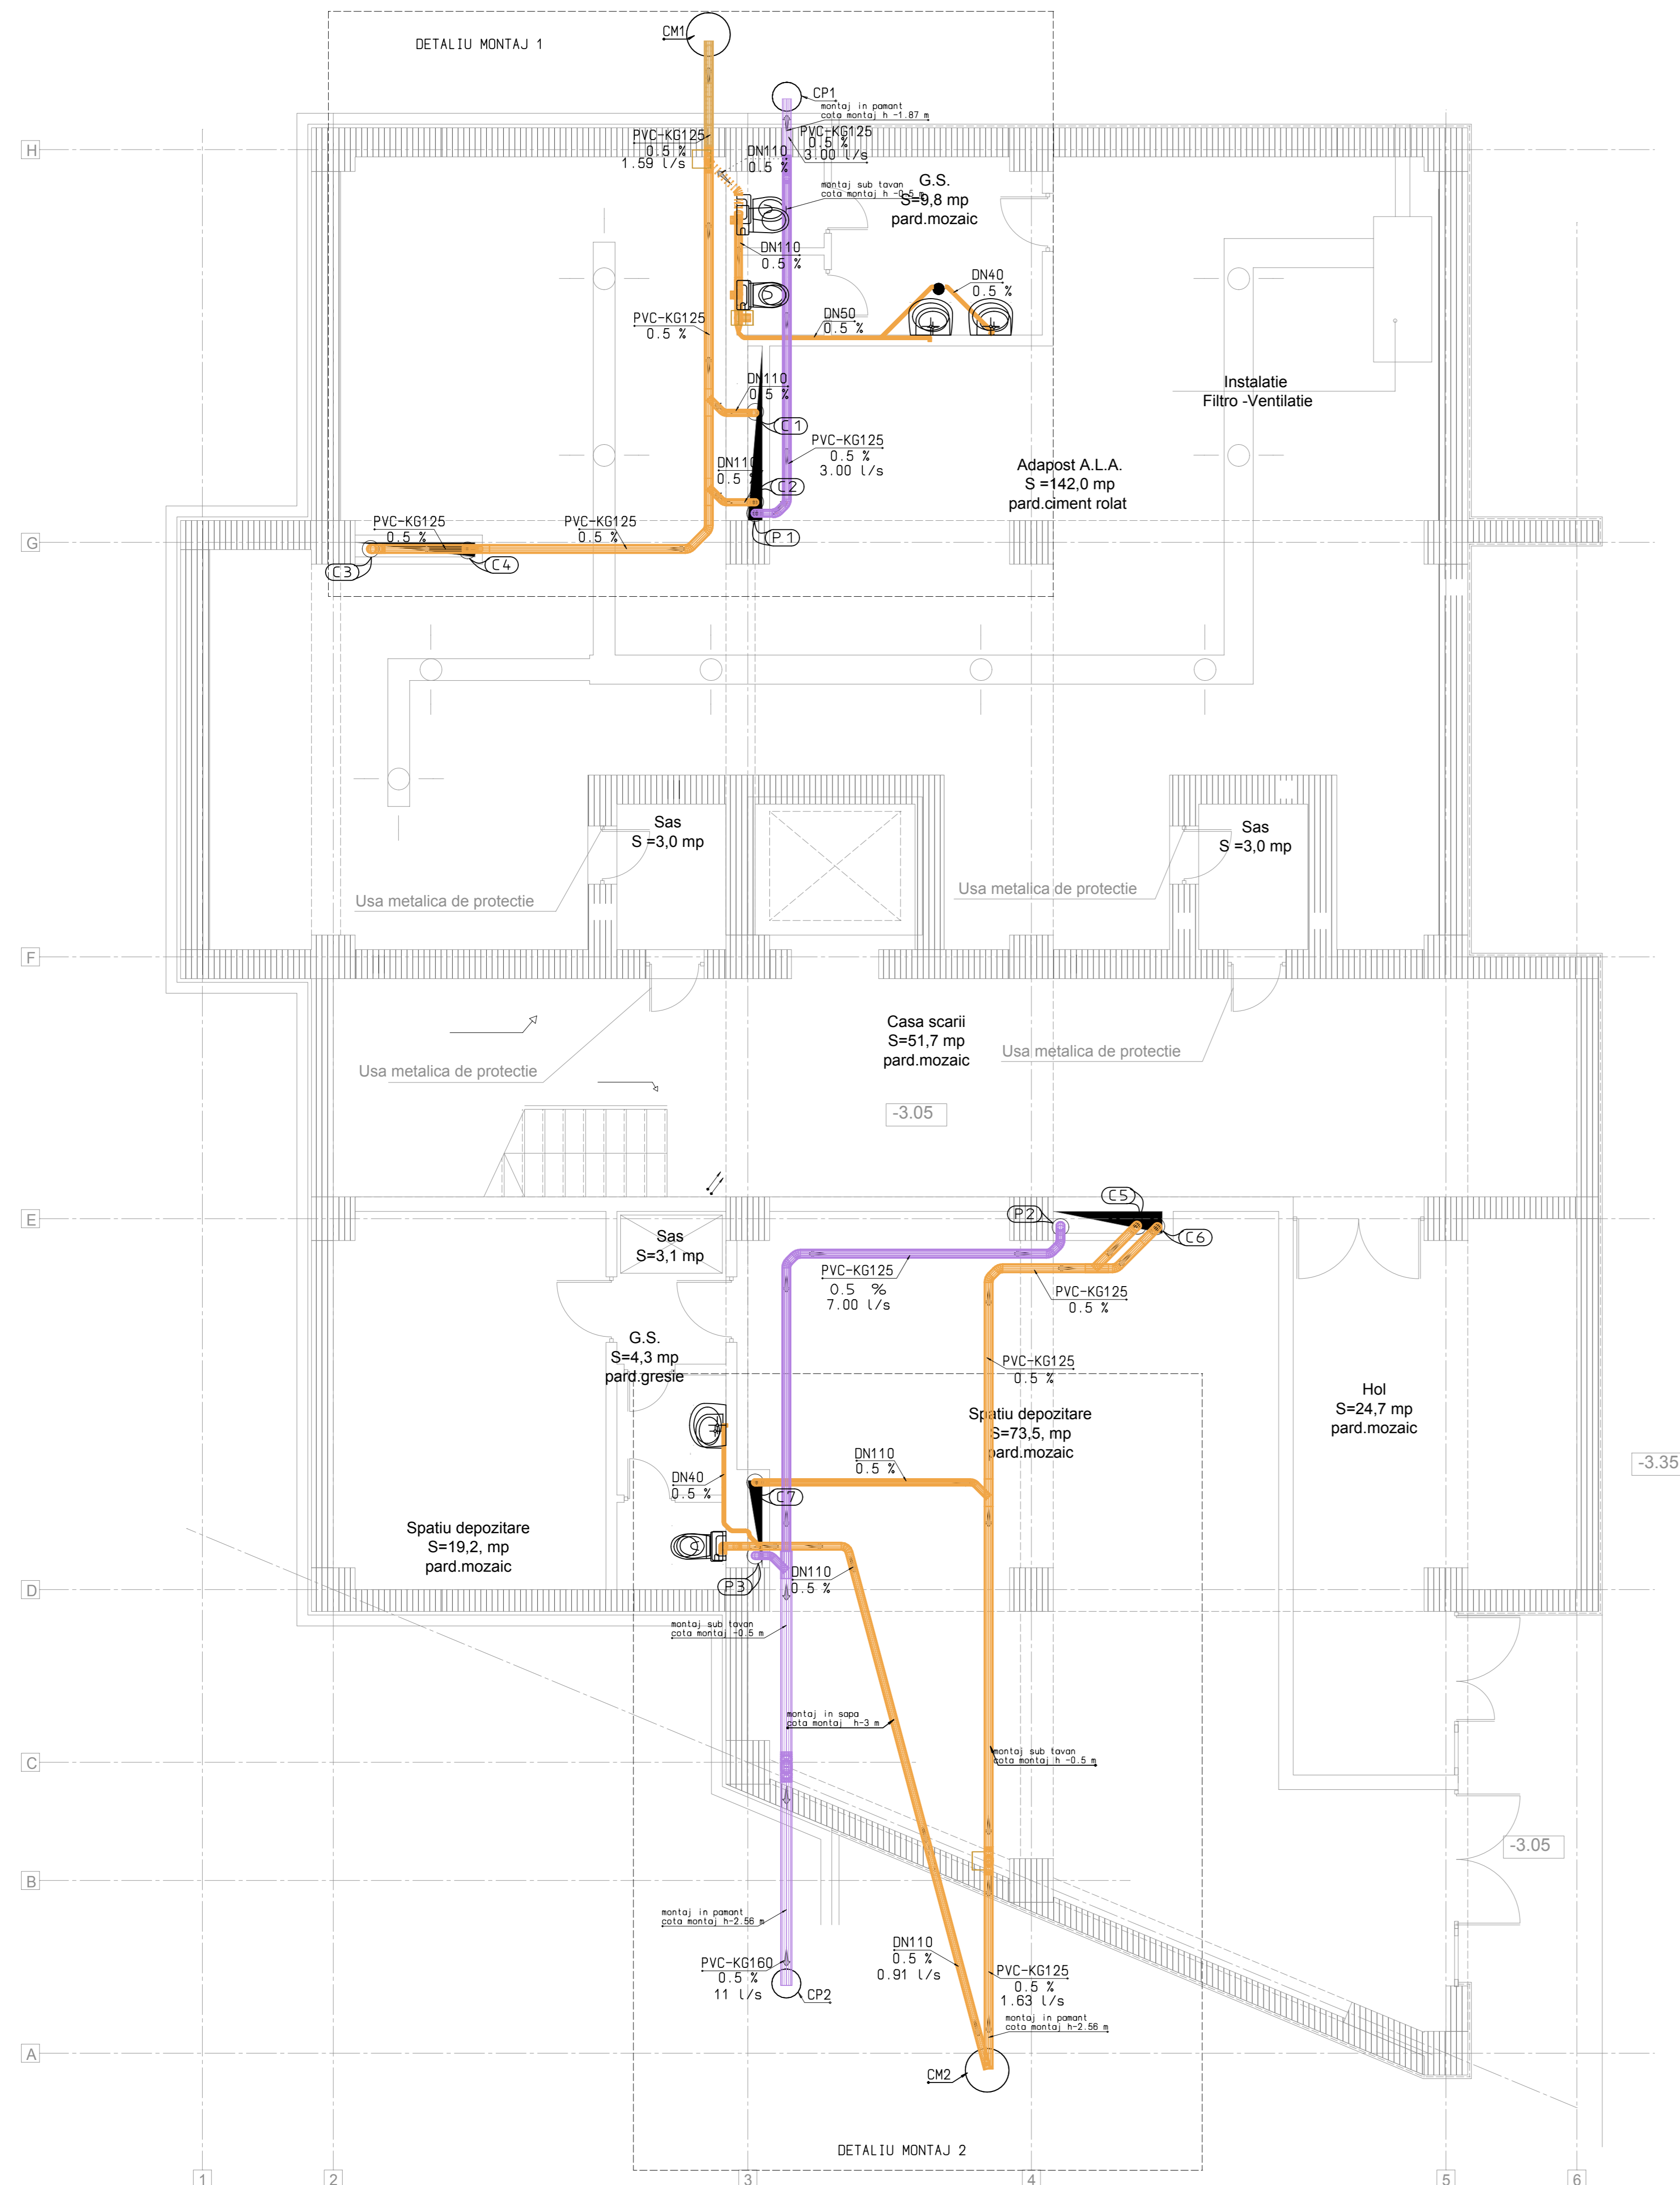 DETALIU MONTAJ 1
CM1
CP1
montaj in pamant
cota montaj h -1.87 m
PVC-KG125
0.5 %
1.59 l/s
PVC-KG125
0.5 %
3.00 l/s
DN110
0.5 %
H
montaj sub tavan
cota montaj h -0.5 m
G.S.
S=9,8 mp
pard.mozaic
DN110
0.5 %
DN40
0.5 %
PVC-KG125
0.5 %
DN50
0.5 %
Instalatie
Filtro -Ventilatie
DN110
0.5 %
C1
PVC-KG125
0.5 %
3.00 l/s
DN110
0.5 %
C2
Adapost A.L.A.
S =142,0 mp
pard.ciment rolat
PVC-KG125
0.5 %
PVC-KG125
0.5 %
P1
G
C3
C4
Sas
S =3,0 mp
Sas
S =3,0 mp
Usa metalica de protectie
Usa metalica de protectie
F
Casa scarii
S=51,7 mp
pard.mozaic
Usa metalica de protectie
Usa metalica de protectie
-3.05
C5
P2
C6
E
Sas
S=3,1 mp
PVC-KG125
0.5 %
7.00 l/s
PVC-KG125
0.5 %
G.S.
S=4,3 mp
pard.gresie
PVC-KG125
0.5 %
Hol
S=24,7 mp
pard.mozaic
Spatiu depozitare
S=73,5, mp
pard.mozaic
DN110
0.5 %
-3.35
DN40
0.5 %
C7
Spatiu depozitare
S=19,2, mp
pard.mozaic
P3
DN110
0.5 %
D
montaj sub tavan
cota montaj -0.5 m
montaj in sapa
cota montaj h-3 m
montaj sub tavan
cota montaj h -0.5 m
C
-3.05
B
montaj in pamant
cota montaj h-2.56 m
PVC-KG160
0.5 %
11 l/s
CP2
DN110
0.5 %
0.91 l/s
PVC-KG125
0.5 %
1.63 l/s
montaj in pamant
cota montaj h-2.56 m
A
CM2
DETALIU MONTAJ 2
1
2
3
4
5
6